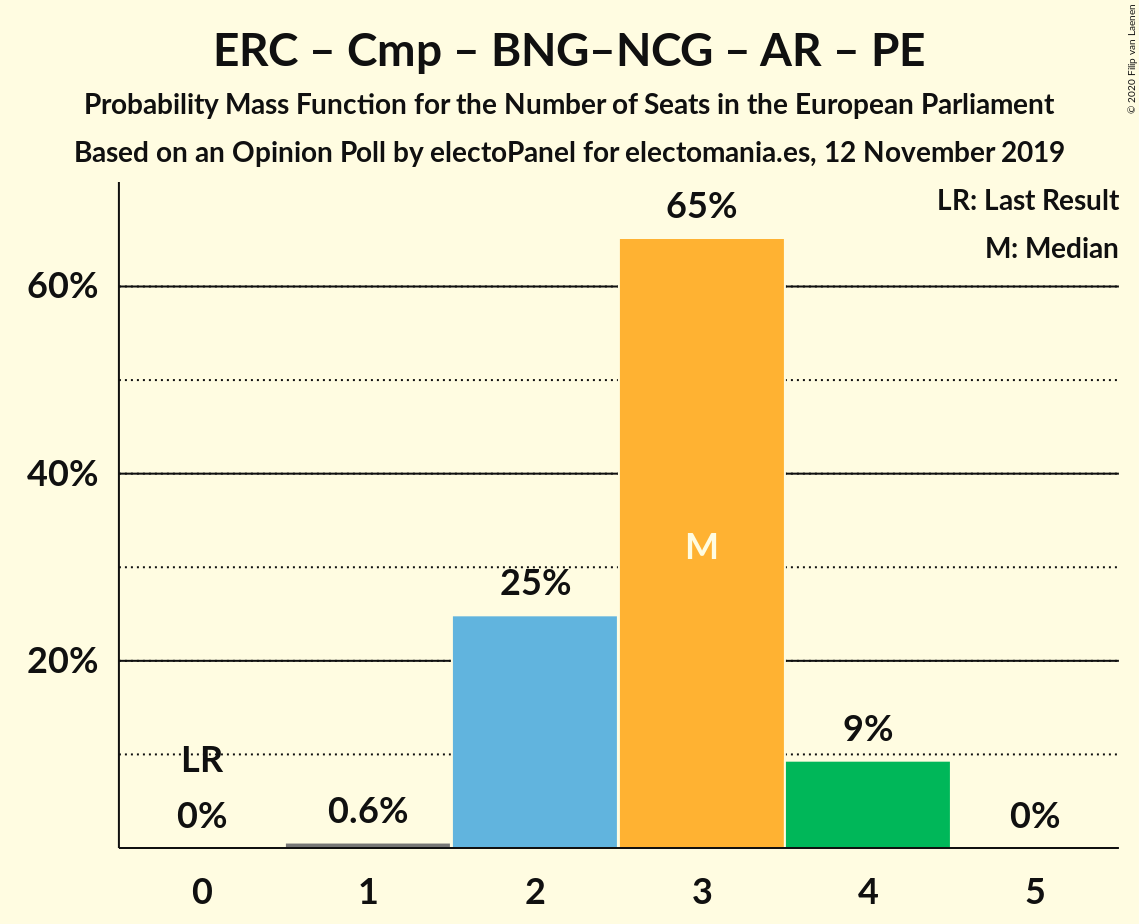 ERC – Cmp – BNG–NCG – AR – PE
Probability Mass Function for the Number of Seats in the European Parliament
Based on an Opinion Poll by electoPanel for electomania.es, 12 November 2019
© 2020 Filip van Laenen
LR: Last Result
M: Median
60%
40%
20%
65%
M
25%
9%
LR
0%
0.6%
0%
0 1 2 3 4 5